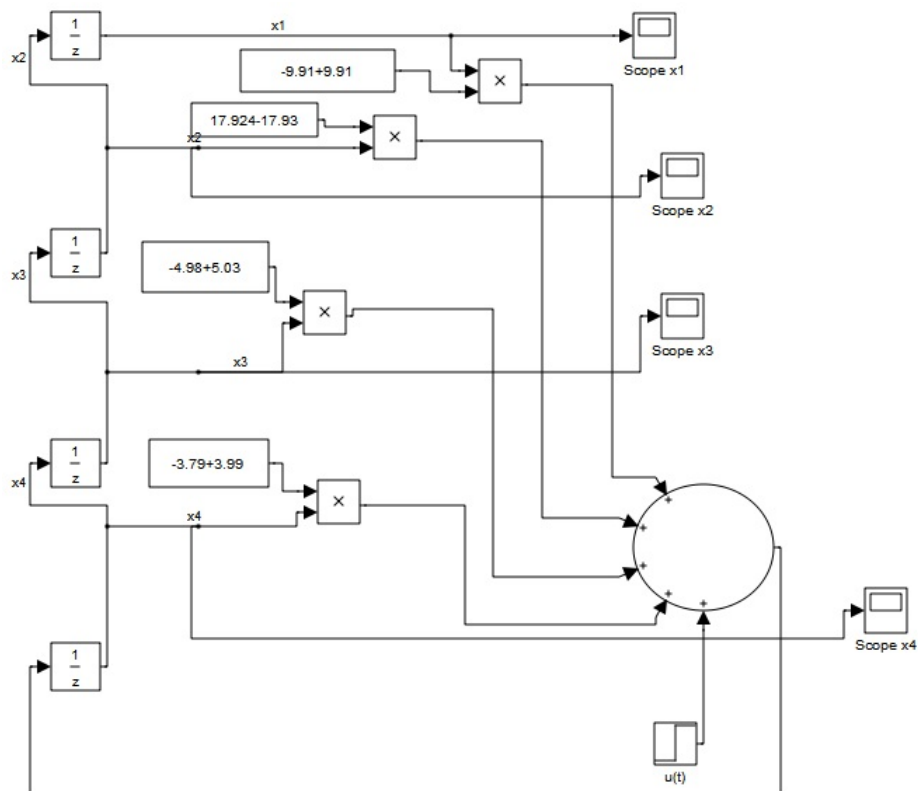 1
z
x1
Scope x1
x2
-9.91+9.91
×
17.924-17.93
×
x2
Scope x2
1
z
x3
-4.98+5.03
×
x3
Scope x3
1
z
x4
-3.79+3.99
×
x4
+
+
+
+
+
Scope x4
1
z
u(t)